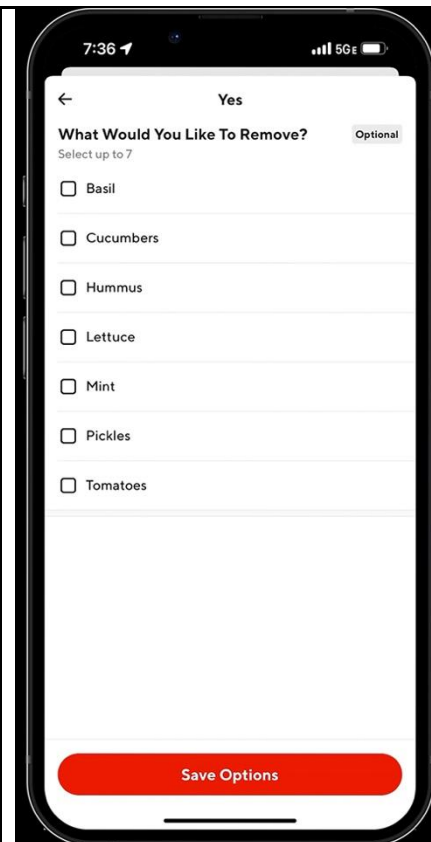 7:36 5GE
Yes
What Would You Like To Remove? Optional
Select up to 7
Basil
Cucumbers
Hummus
Lettuce
Mint
Pickles
Tomatoes
Save Options